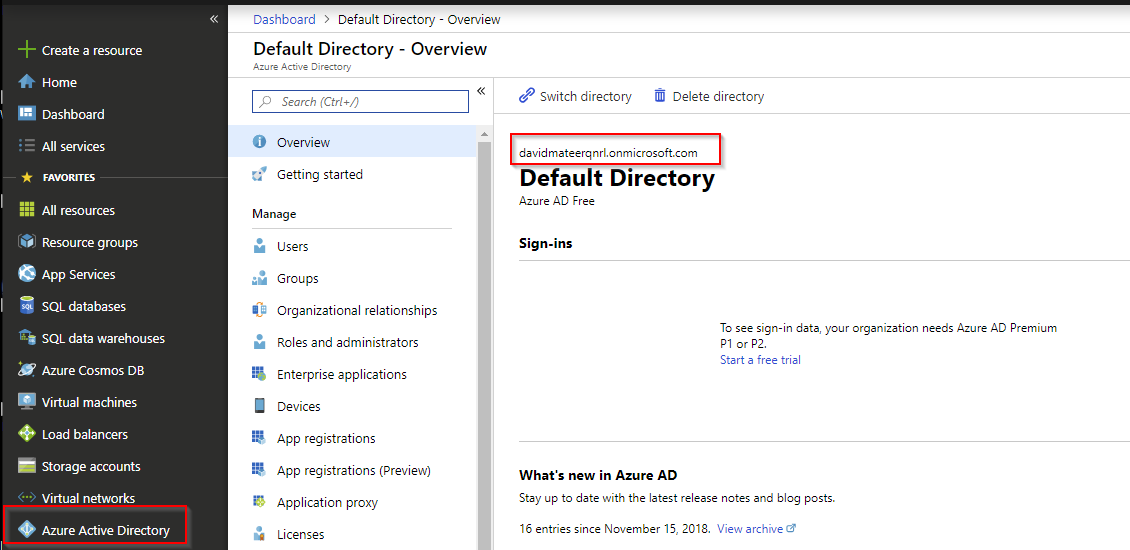 Create a resource
Home
Dashboard
All services
FAVORITES
All resources
Resource groups
App Services
SQL databases
SQL data warehouses
Azure Cosmos DB
Virtual machines
Load balancers
Storage accounts
Virtual networks
Azure Active Directory
Dashboard > Default Directory - Overview
Default Directory - Overview
Azure Active Directory
Search (Ctrl+/)
Overview
Getting started
Manage
Users
Groups
Organizational relationships
Roles and administrators
Enterprise applications
Devices
App registrations
App registrations (Preview)
Application proxy
Licenses
Switch directory
Delete directory
davidmateerqnrl.onmicrosoft.com
Default Directory
Azure AD Free
Sign-ins
To see sign-in data, your organization needs Azure AD Premium
P1 or P2.
Start a free trial
What's new in Azure AD
Stay up to date with the latest release notes and blog posts.
16 entries since November 15, 2018. View archive